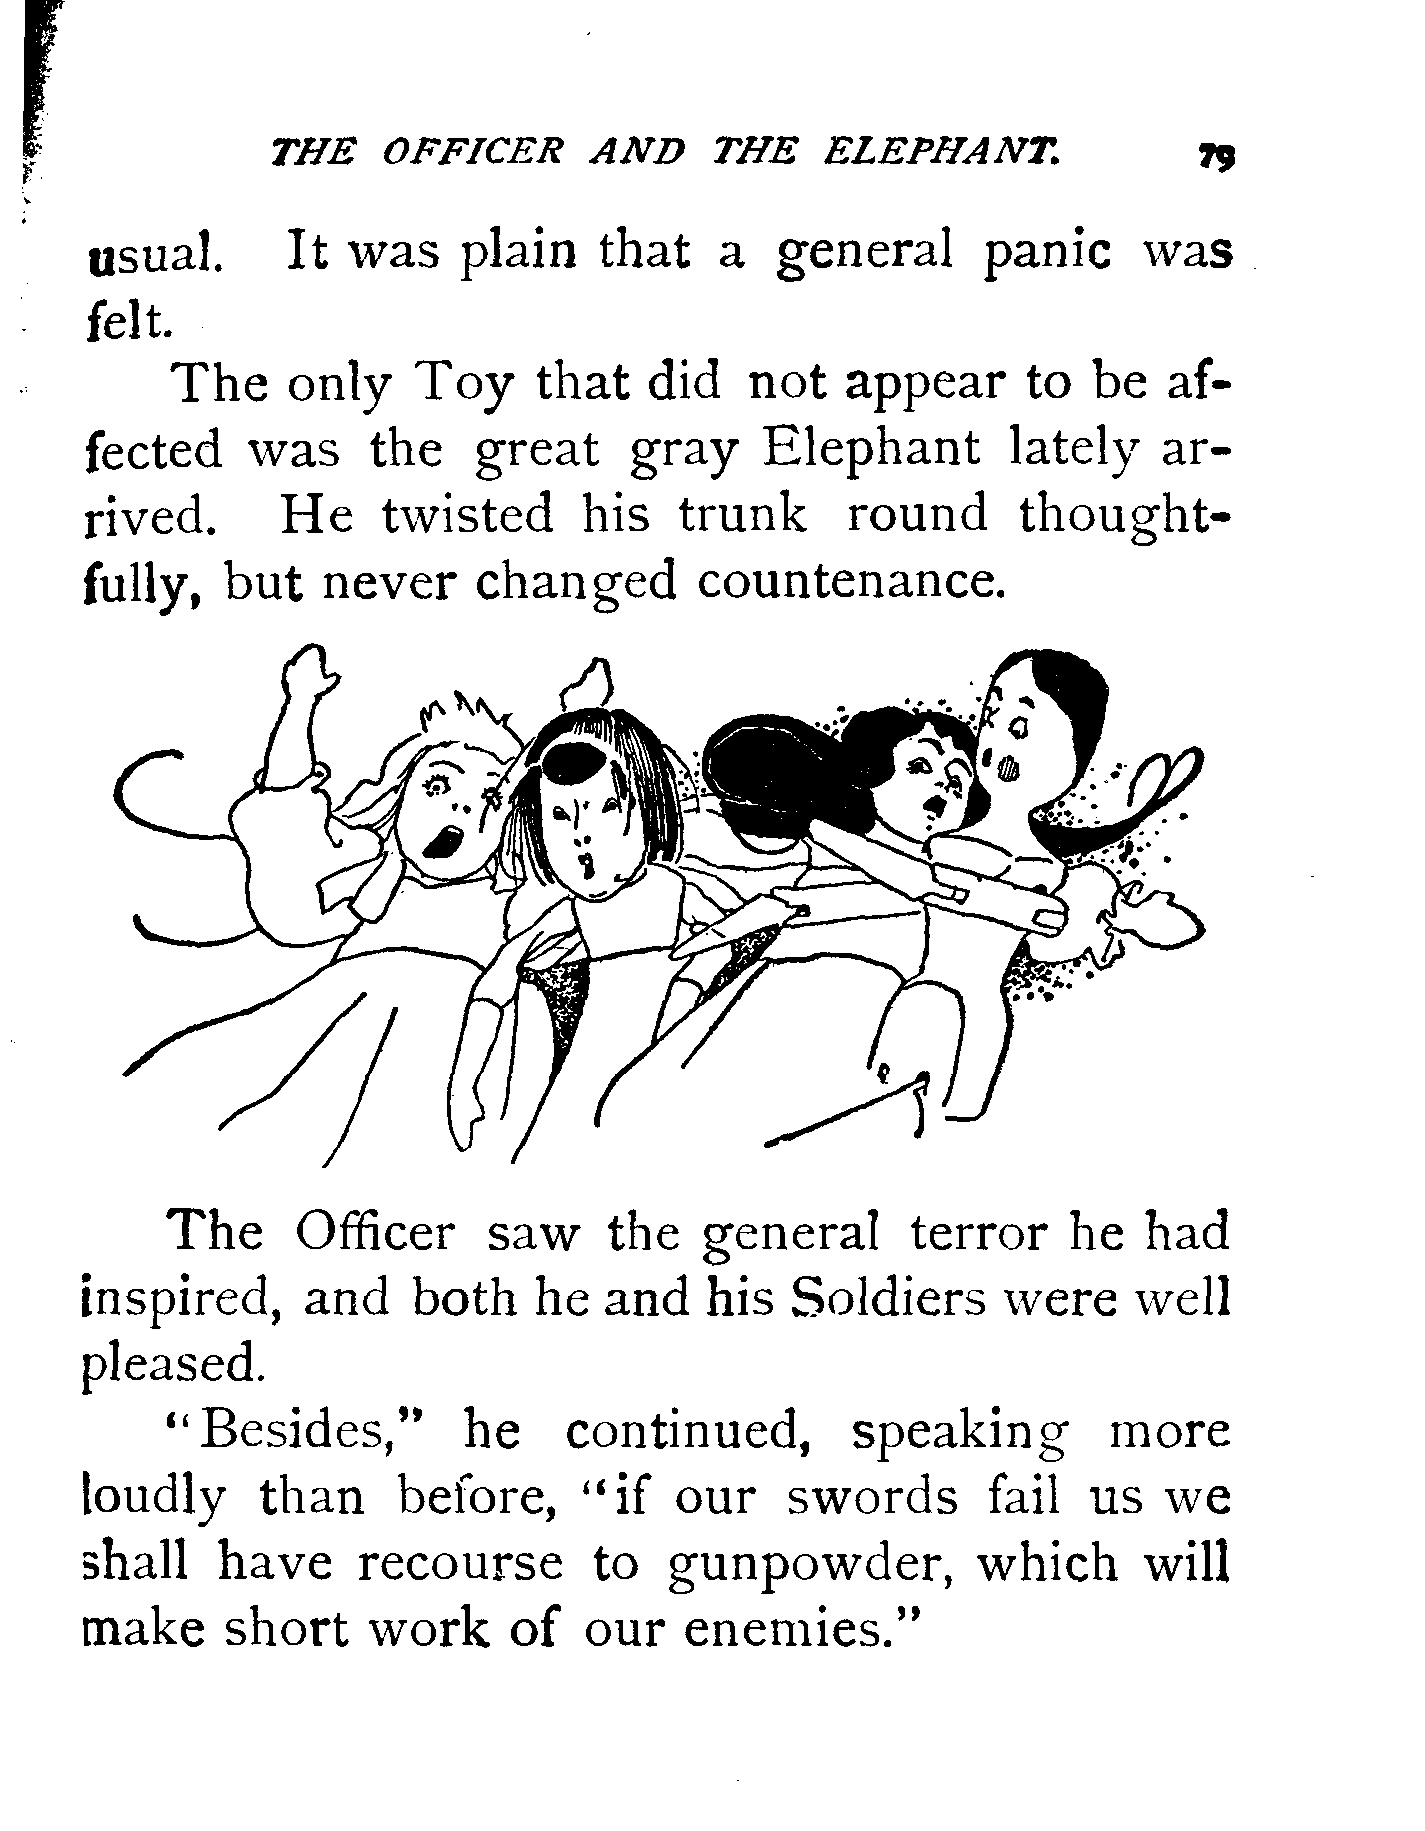 THE OFFICER AND THE ELEPHANT. 79
usual. It was plain that a general panic was
felt.
The only Toy that did not appear to be af-
fected was the great gray Elephant lately ar-
rived. He twisted his trunk round thought-
fully, but never changed countenance.
The Officer saw the general terror he had
inspired, and both he and his Soldiers were well
pleased.
"Besides," he continued, speaking more
loudly than before, "if our swords fail us we
shall have recourse to gunpowder, which will
make short work of our enemies."